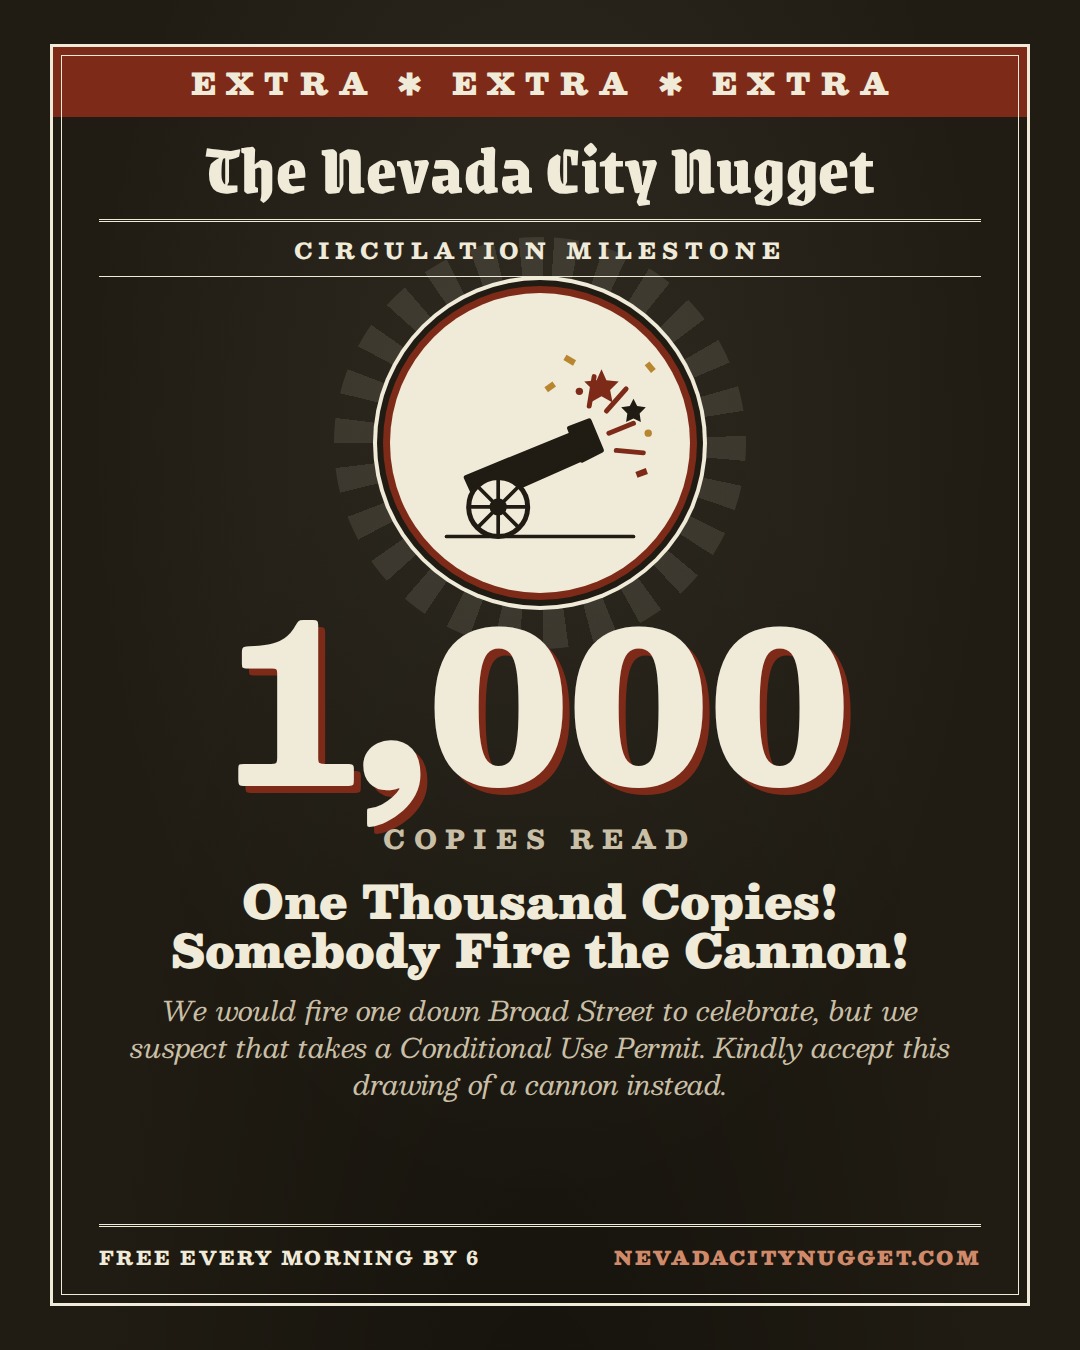 EXTRA ✱ EXTRA ✱ EXTRA
The Nevada City Nugget
CIRCULATION MILESTONE
1,000
COPIES READ
One Thousand Copies!
Somebody Fire the Cannon!
We would fire one down Broad Street to celebrate, but we
suspect that takes a Conditional Use Permit. Kindly accept this
drawing of a cannon instead.
FREE EVERY MORNING BY 6
NEVADACITYNUGGET.COM